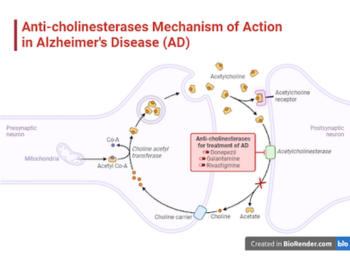 Anti-cholinesterases Mechanism of Action
in Alzheimer's Disease (AD)
Acetylcholine
Acetylcholine
receptor
Presynaptic
neuron
Postsynaptic
neuron
Co-A
Choline acetyl
transferase
Mitochondria
Acetyl Co-A
Anti-cholinesterases
for treatment of AD
Donepezil
Galantamine
Rivastigmine
Acetylcholinesterase
Choline carrier
Choline
Acetate
Created in BioRender.com
bio